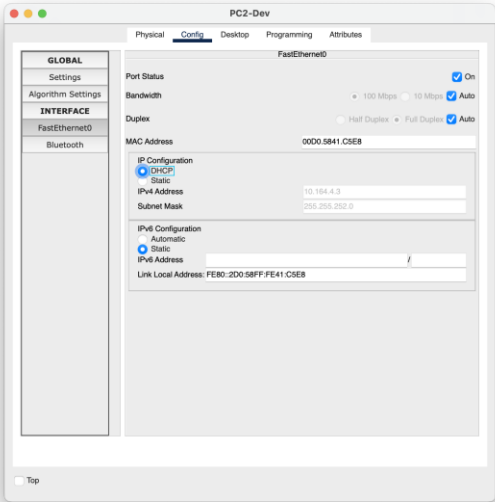 PC2-Dev
Physical Config Desktop Programming Attributes
GLOBAL
Settings
Algorithm Settings
INTERFACE
FastEthernet0
Bluetooth
FastEthernet0
Port Status On
Bandwidth 100 Mbps 10 Mbps Auto
Duplex Half Duplex Full Duplex Auto
MAC Address 00D0.5841.C5E8
IP Configuration
DHCP
Static
IPv4 Address 10.164.4.3
Subnet Mask 255.255.252.0
IPv6 Configuration
Automatic
Static
IPv6 Address /
Link Local Address: FE80::2D0:58FF:FE41:C5E8
Top